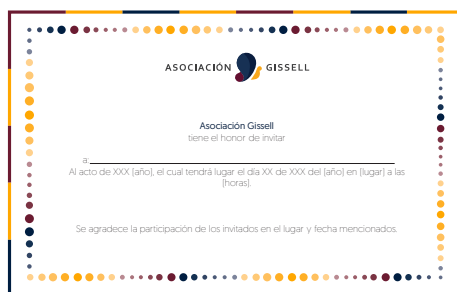 ASOCIACIÓN GISSELL
Asociación Gissell
tiene el honor de invitar
a:
Al acto de XXX [año], el cual tendrá lugar el día XX de XXX del [año] en [lugar] a las
[horas].
Se agradece la participación de los invitados en el lugar y fecha mencionados.